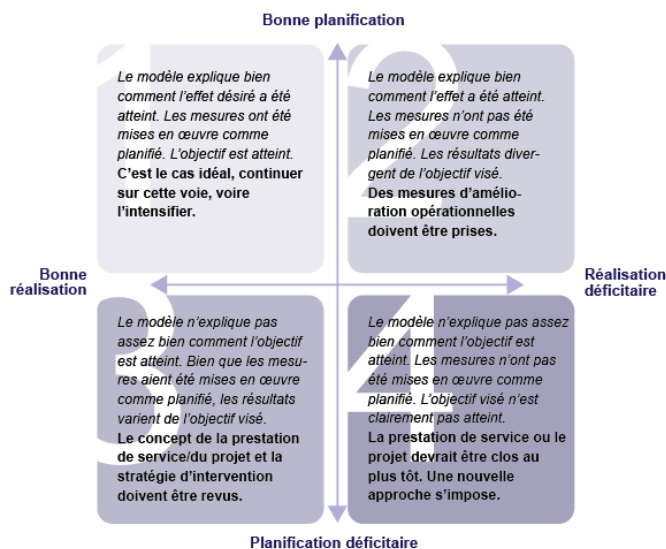 Bonne planification
1
Le modèle explique bien
comment l'effet désiré a été
atteint. Les mesures ont été
mises en œuvre comme
planifié. L'objectif est atteint.
C'est le cas idéal, continuer
sur cette voie, voire
l'intensifier.
2
Le modèle explique bien
comment l'effet a été atteint.
Les mesures n'ont pas été
mises en œuvre comme
planifié. Les résultats diver-
gent de l'objectif visé.
Des mesures d'amélio-
ration opérationnelles
doivent être prises.
Bonne
réalisation
Réalisation
déficitaire
3
Le modèle n'explique pas
assez bien comment l'objectif
est atteint. Bien que les mesu-
res aient été mises en œuvre
comme planifié, les résultats
varient de l'objectif visé.
Le concept de la prestation
de service/du projet et la
stratégie d'intervention
doivent être revus.
4
Le modèle n'explique pas assez
bien comment l'objectif est
atteint. Les mesures n'ont pas
été mises en œuvre comme
planifié. L'objectif visé n'est
clairement pas atteint.
La prestation de service ou le
projet devrait être clos au
plus tôt. Une nouvelle
approche s'impose.
Planification déficitaire